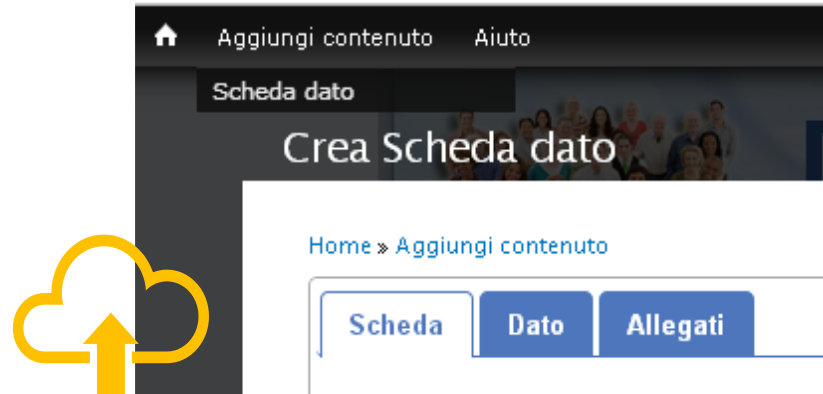 Aggiungi contenuto Aiuto
Scheda dato
Crea Scheda dato
Home » Aggiungi contenuto
Scheda Dato Allegati